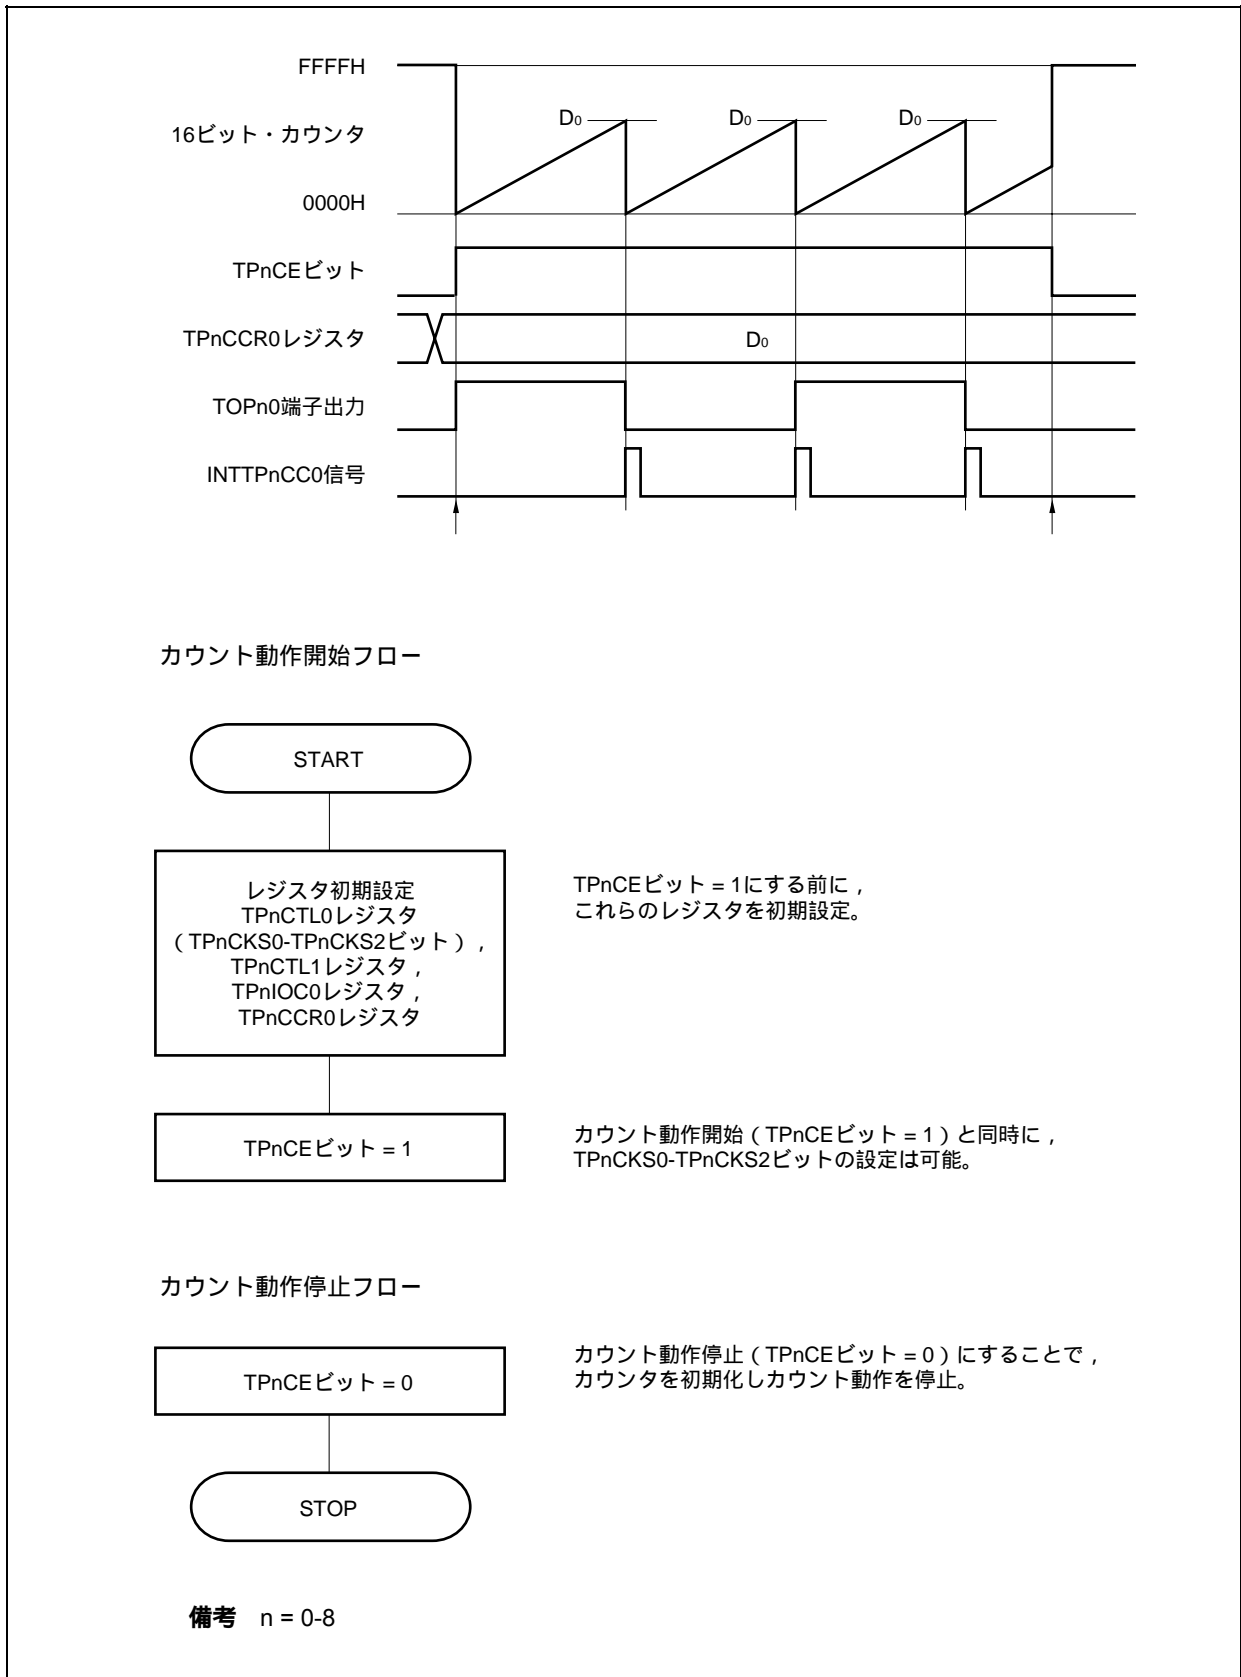 FFFFH
D0 D0 D0
16ビット・カウンタ
0000H
TPnCEビット
TPnCCR0レジスタ
D0
TOPn0端子出力
INTTPnCC0信号
カウント動作開始フロー
START
レジスタ初期設定
TPnCTL0レジスタ
（TPnCKS0-TPnCKS2ビット），
TPnCTL1レジスタ，
TPnIOC0レジスタ，
TPnCCR0レジスタ
TPnCEビット = 1にする前に，
これらのレジスタを初期設定。
TPnCEビット = 1
カウント動作開始（TPnCEビット = 1）と同時に，
TPnCKS0-TPnCKS2ビットの設定は可能。
カウント動作停止フロー
TPnCEビット = 0
カウント動作停止（TPnCEビット = 0）にすることで，
カウンタを初期化しカウント動作を停止。
STOP
備考 n = 0-8